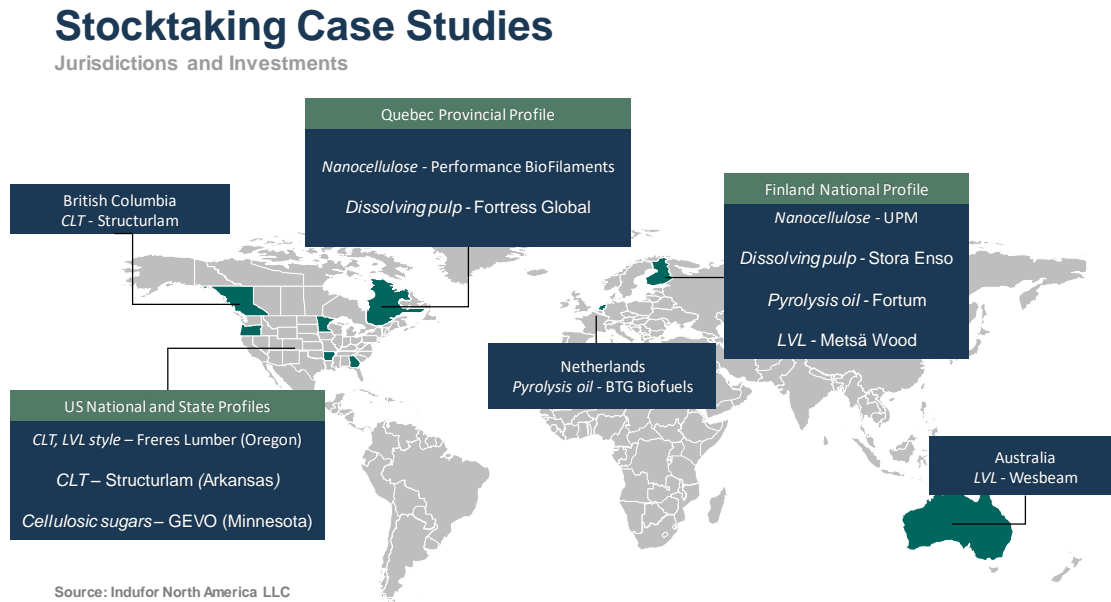 Stocktaking Case Studies
Jurisdictions and Investments
Quebec Provincial Profile
Nanocellulose - Performance BioFilaments
Dissolving pulp - Fortress Global
British Columbia
CLT - Structurlam
Finland National Profile
Nanocellulose - UPM
Dissolving pulp - Stora Enso
Pyrolysis oil - Fortum
LVL - Metsä Wood
Netherlands
Pyrolysis oil - BTG Biofuels
US National and State Profiles
CLT, LVL style – Freres Lumber (Oregon)
CLT – Structurlam (Arkansas)
Cellulosic sugars – GEVO (Minnesota)
Australia
LVL - Wesbeam
Source: Indufor North America LLC